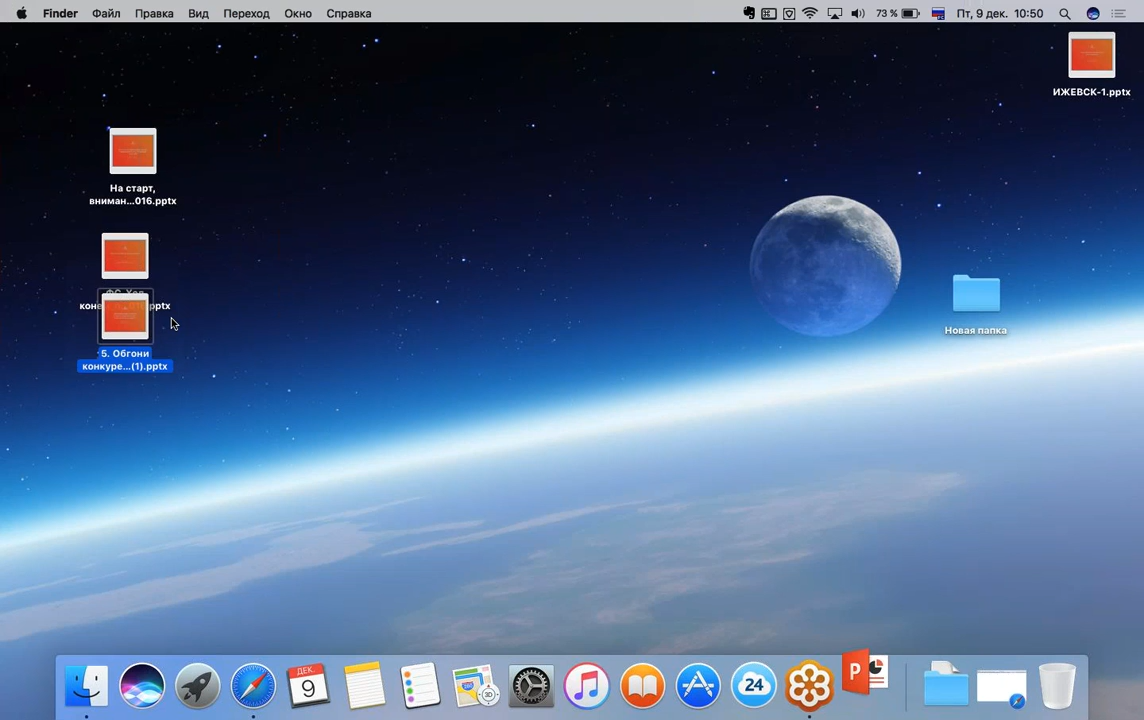 Finder Файл Правка Вид Переход Окно Справка 73 % Пт, 9 дек. 10:50
ИЖЕВСК-1.pptx
На старт,
вниман...016.pptx
5. Обгони
конкуре...(1).pptx
Новая папка
ДЕК.
9
3D
24
P